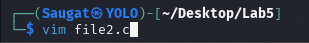 ┌──(Saugat㉿YOLO)-[~/Desktop/Lab5]
└─$ vim file2.c